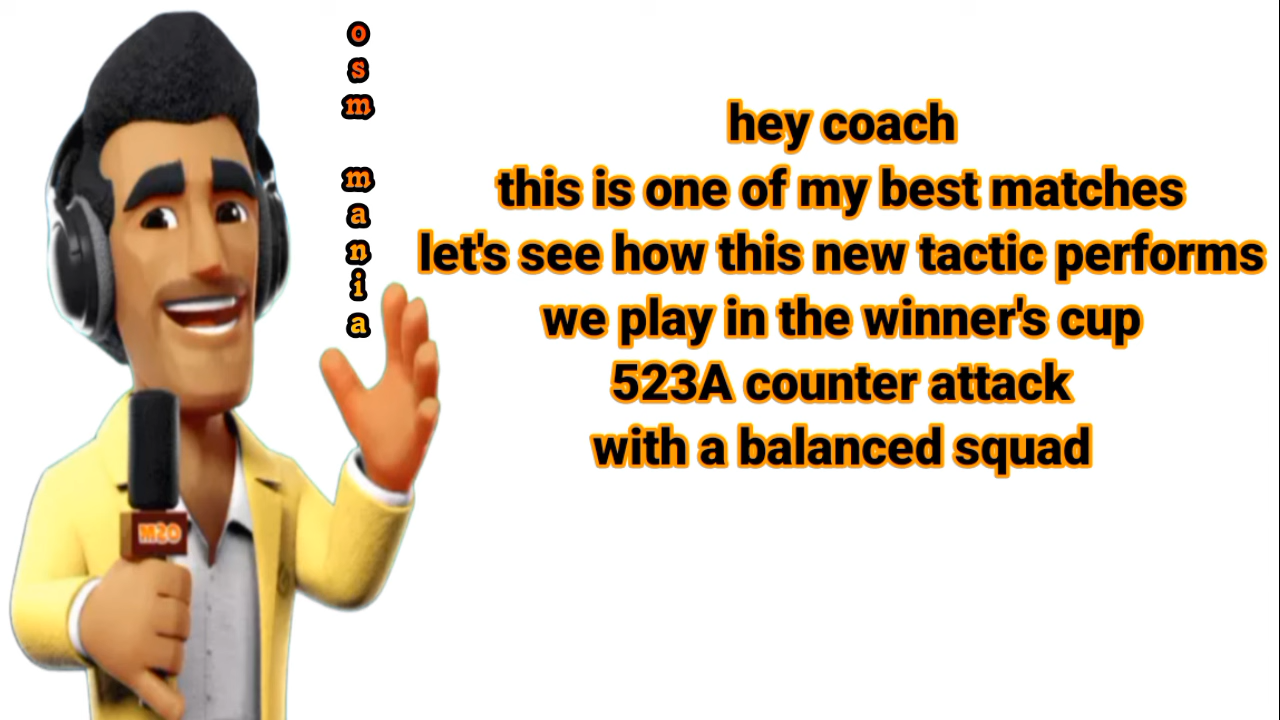 osm mania
hey coach
this is one of my best matches
let's see how this new tactic performs
we play in the winner's cup
523A counter attack
with a balanced squad
OSM